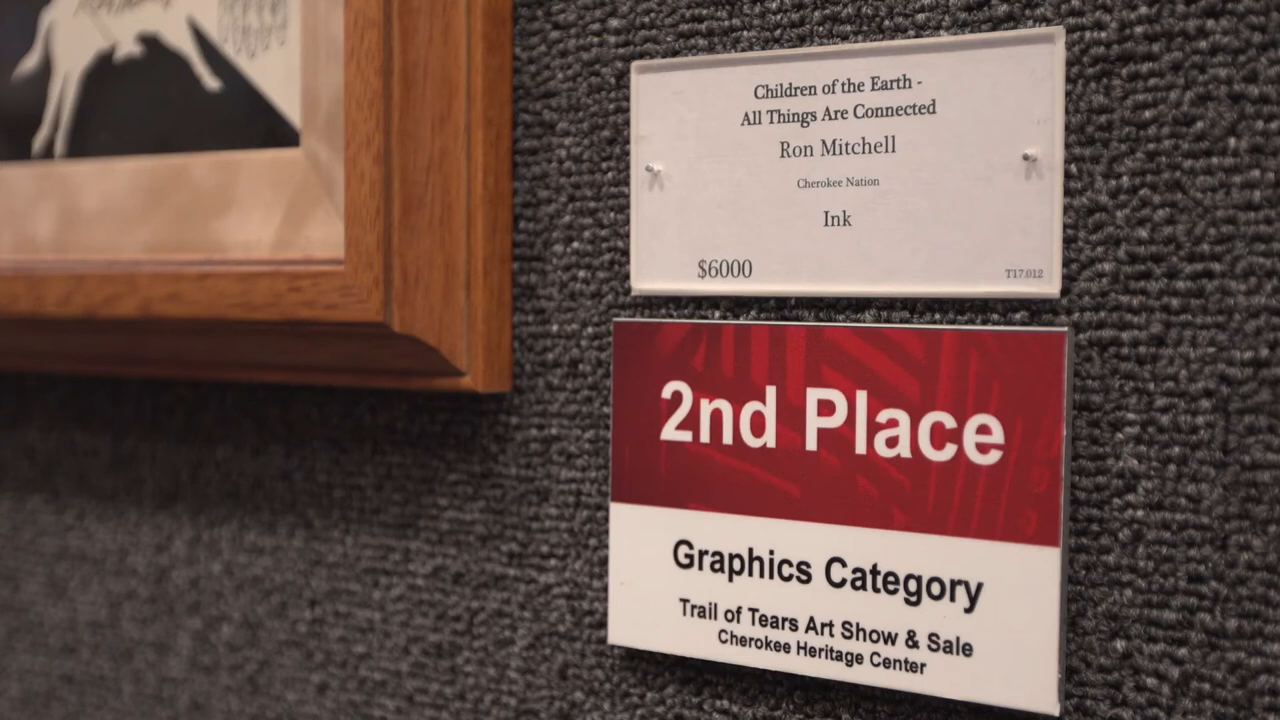 Children of the Earth -
All Things Are Connected
Ron Mitchell
Cherokee Nation
Ink
$6000
T17.012
2nd Place
Graphics Category
Trail of Tears Art Show & Sale
Cherokee Heritage Center